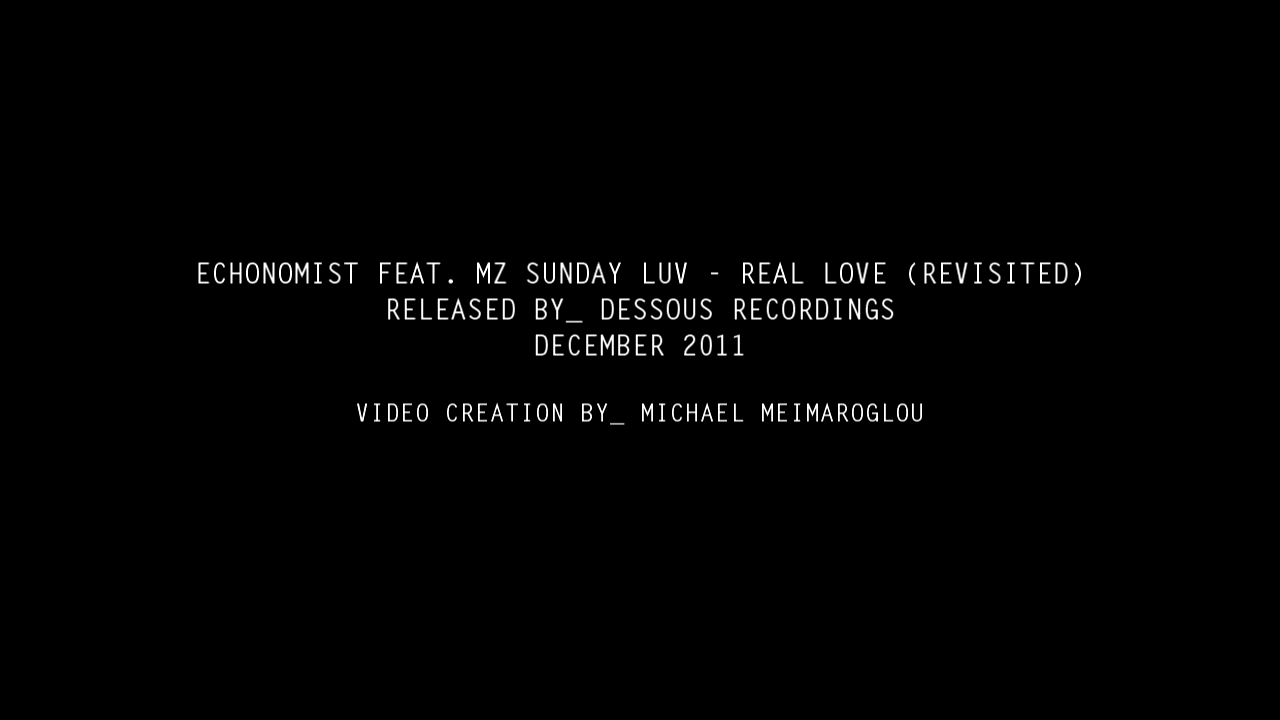 ECHONOMIST FEAT. MZ SUNDAY LUV - REAL LOVE (REVISITED)
RELEASED BY_ DESSOUS RECORDINGS
DECEMBER 2011
VIDEO CREATION BY_ MICHAEL MEIMAROGLOU